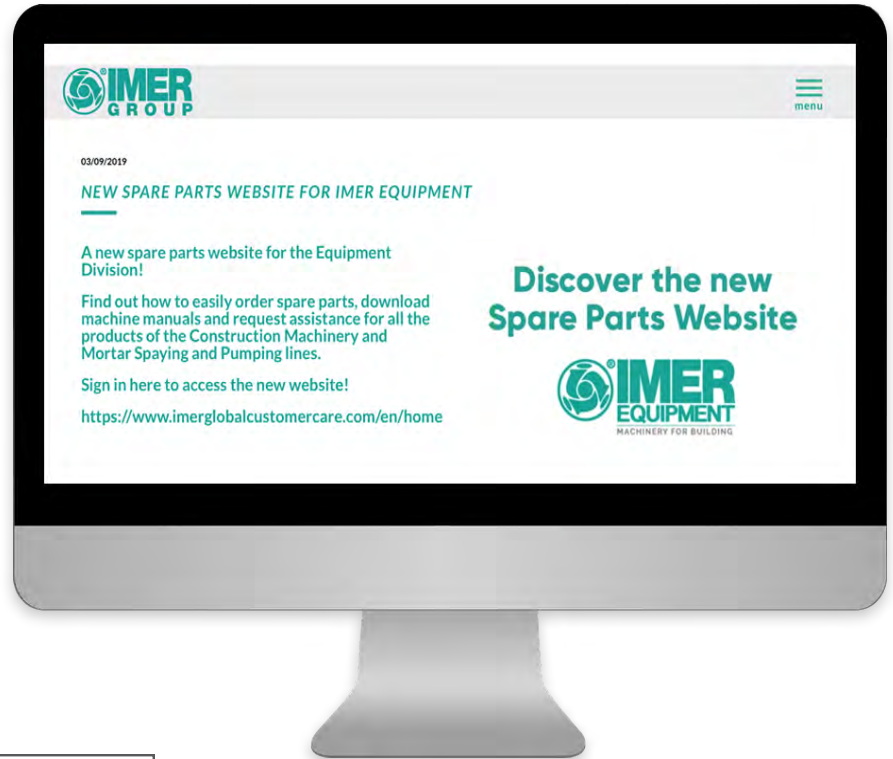 IMER
GROUP
menu
03/09/2019
NEW SPARE PARTS WEBSITE FOR IMER EQUIPMENT
A new spare parts website for the Equipment
Division!
Find out how to easily order spare parts, download
machine manuals and request assistance for all the
products of the Construction Machinery and
Mortar Spaying and Pumping lines.
Sign in here to access the new website!
https://www.imerglobalcustomercare.com/en/home
Discover the new
Spare Parts Website
IMER
EQUIPMENT
MACHINERY FOR BUILDING